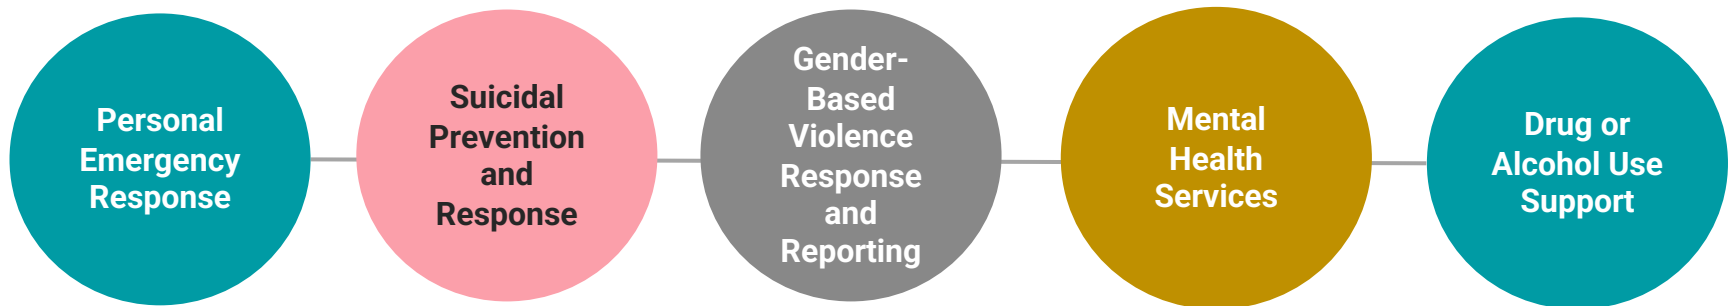 Personal
Emergency
Response
Suicidal
Prevention
and
Response
Gender-
Based
Violence
Response
and
Reporting
Mental
Health
Services
Drug or
Alcohol Use
Support